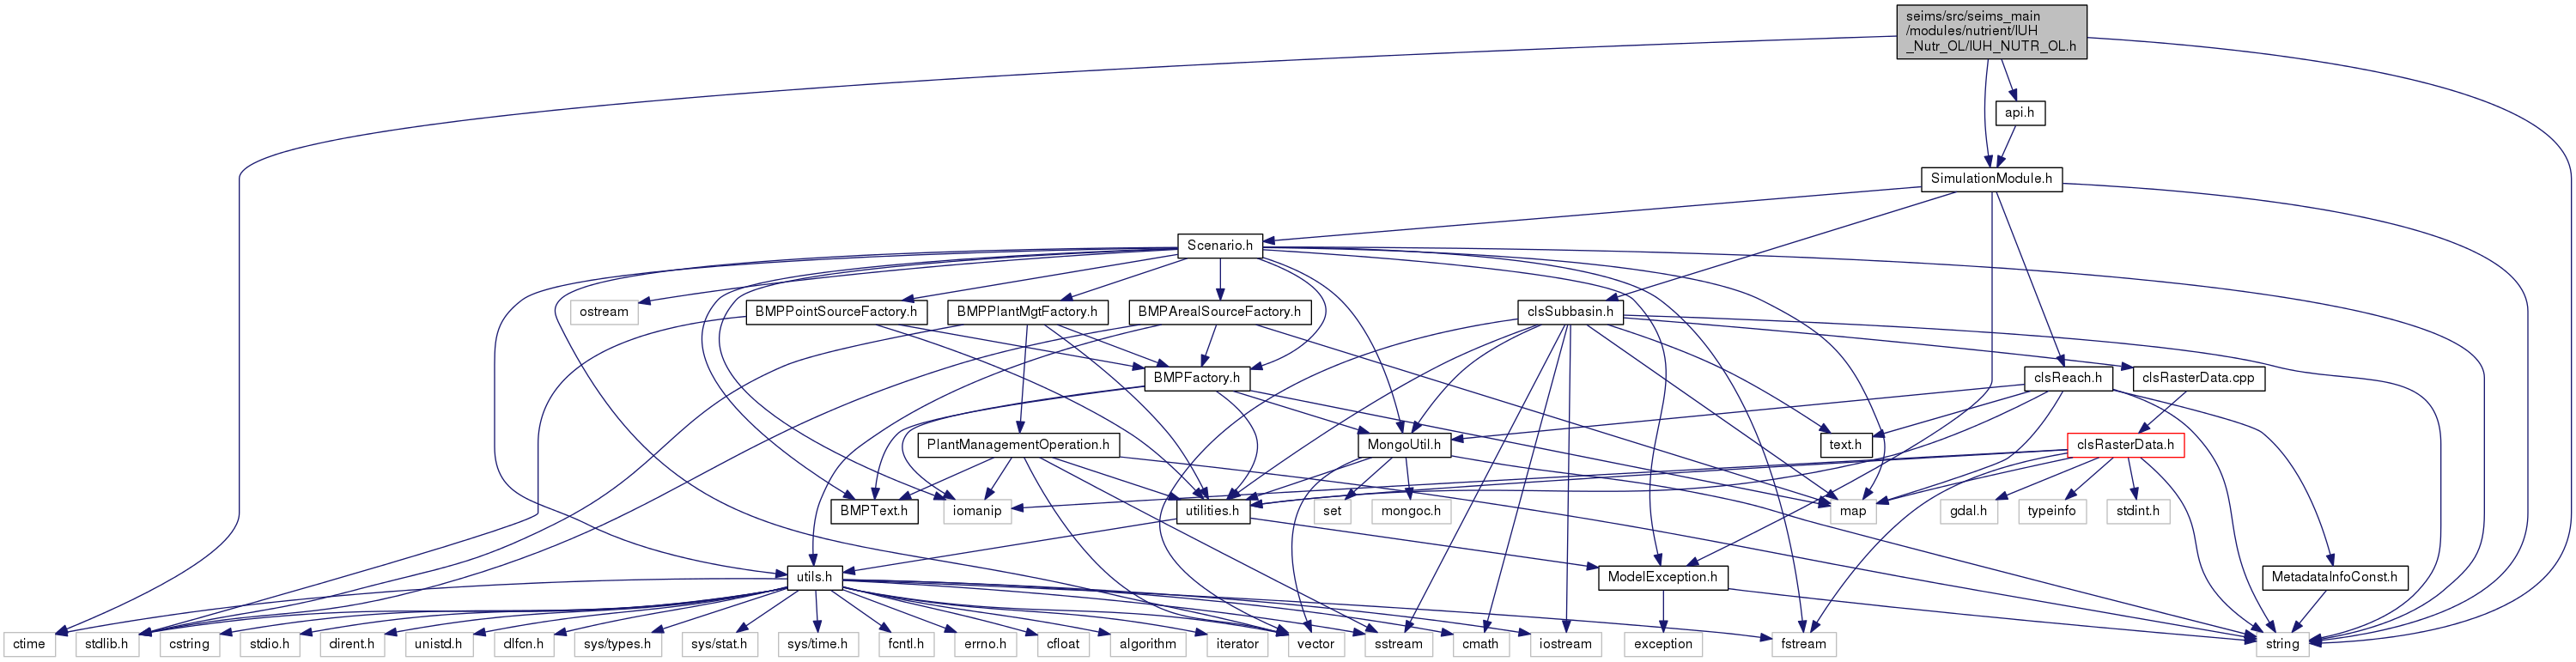 seims/src/seims_main
/modules/nutrient/IUH
_Nutr_OL/IUH_NUTR_OL.h
api.h
SimulationModule.h
Scenario.h
ostream
BMPPointSourceFactory.h
BMPPlantMgtFactory.h
BMPArealSourceFactory.h
clsSubbasin.h
BMPFactory.h
clsReach.h
clsRasterData.cpp
PlantManagementOperation.h
MongoUtil.h
text.h
clsRasterData.h
BMPText.h
iomanip
utilities.h
set
mongoc.h
map
gdal.h
typeinfo
stdint.h
utils.h
ModelException.h
MetadataInfoConst.h
ctime
stdlib.h
cstring
stdio.h
dirent.h
unistd.h
dlfcn.h
sys/types.h
sys/stat.h
sys/time.h
fcntl.h
errno.h
cfloat
algorithm
iterator
vector
sstream
cmath
iostream
exception
fstream
string